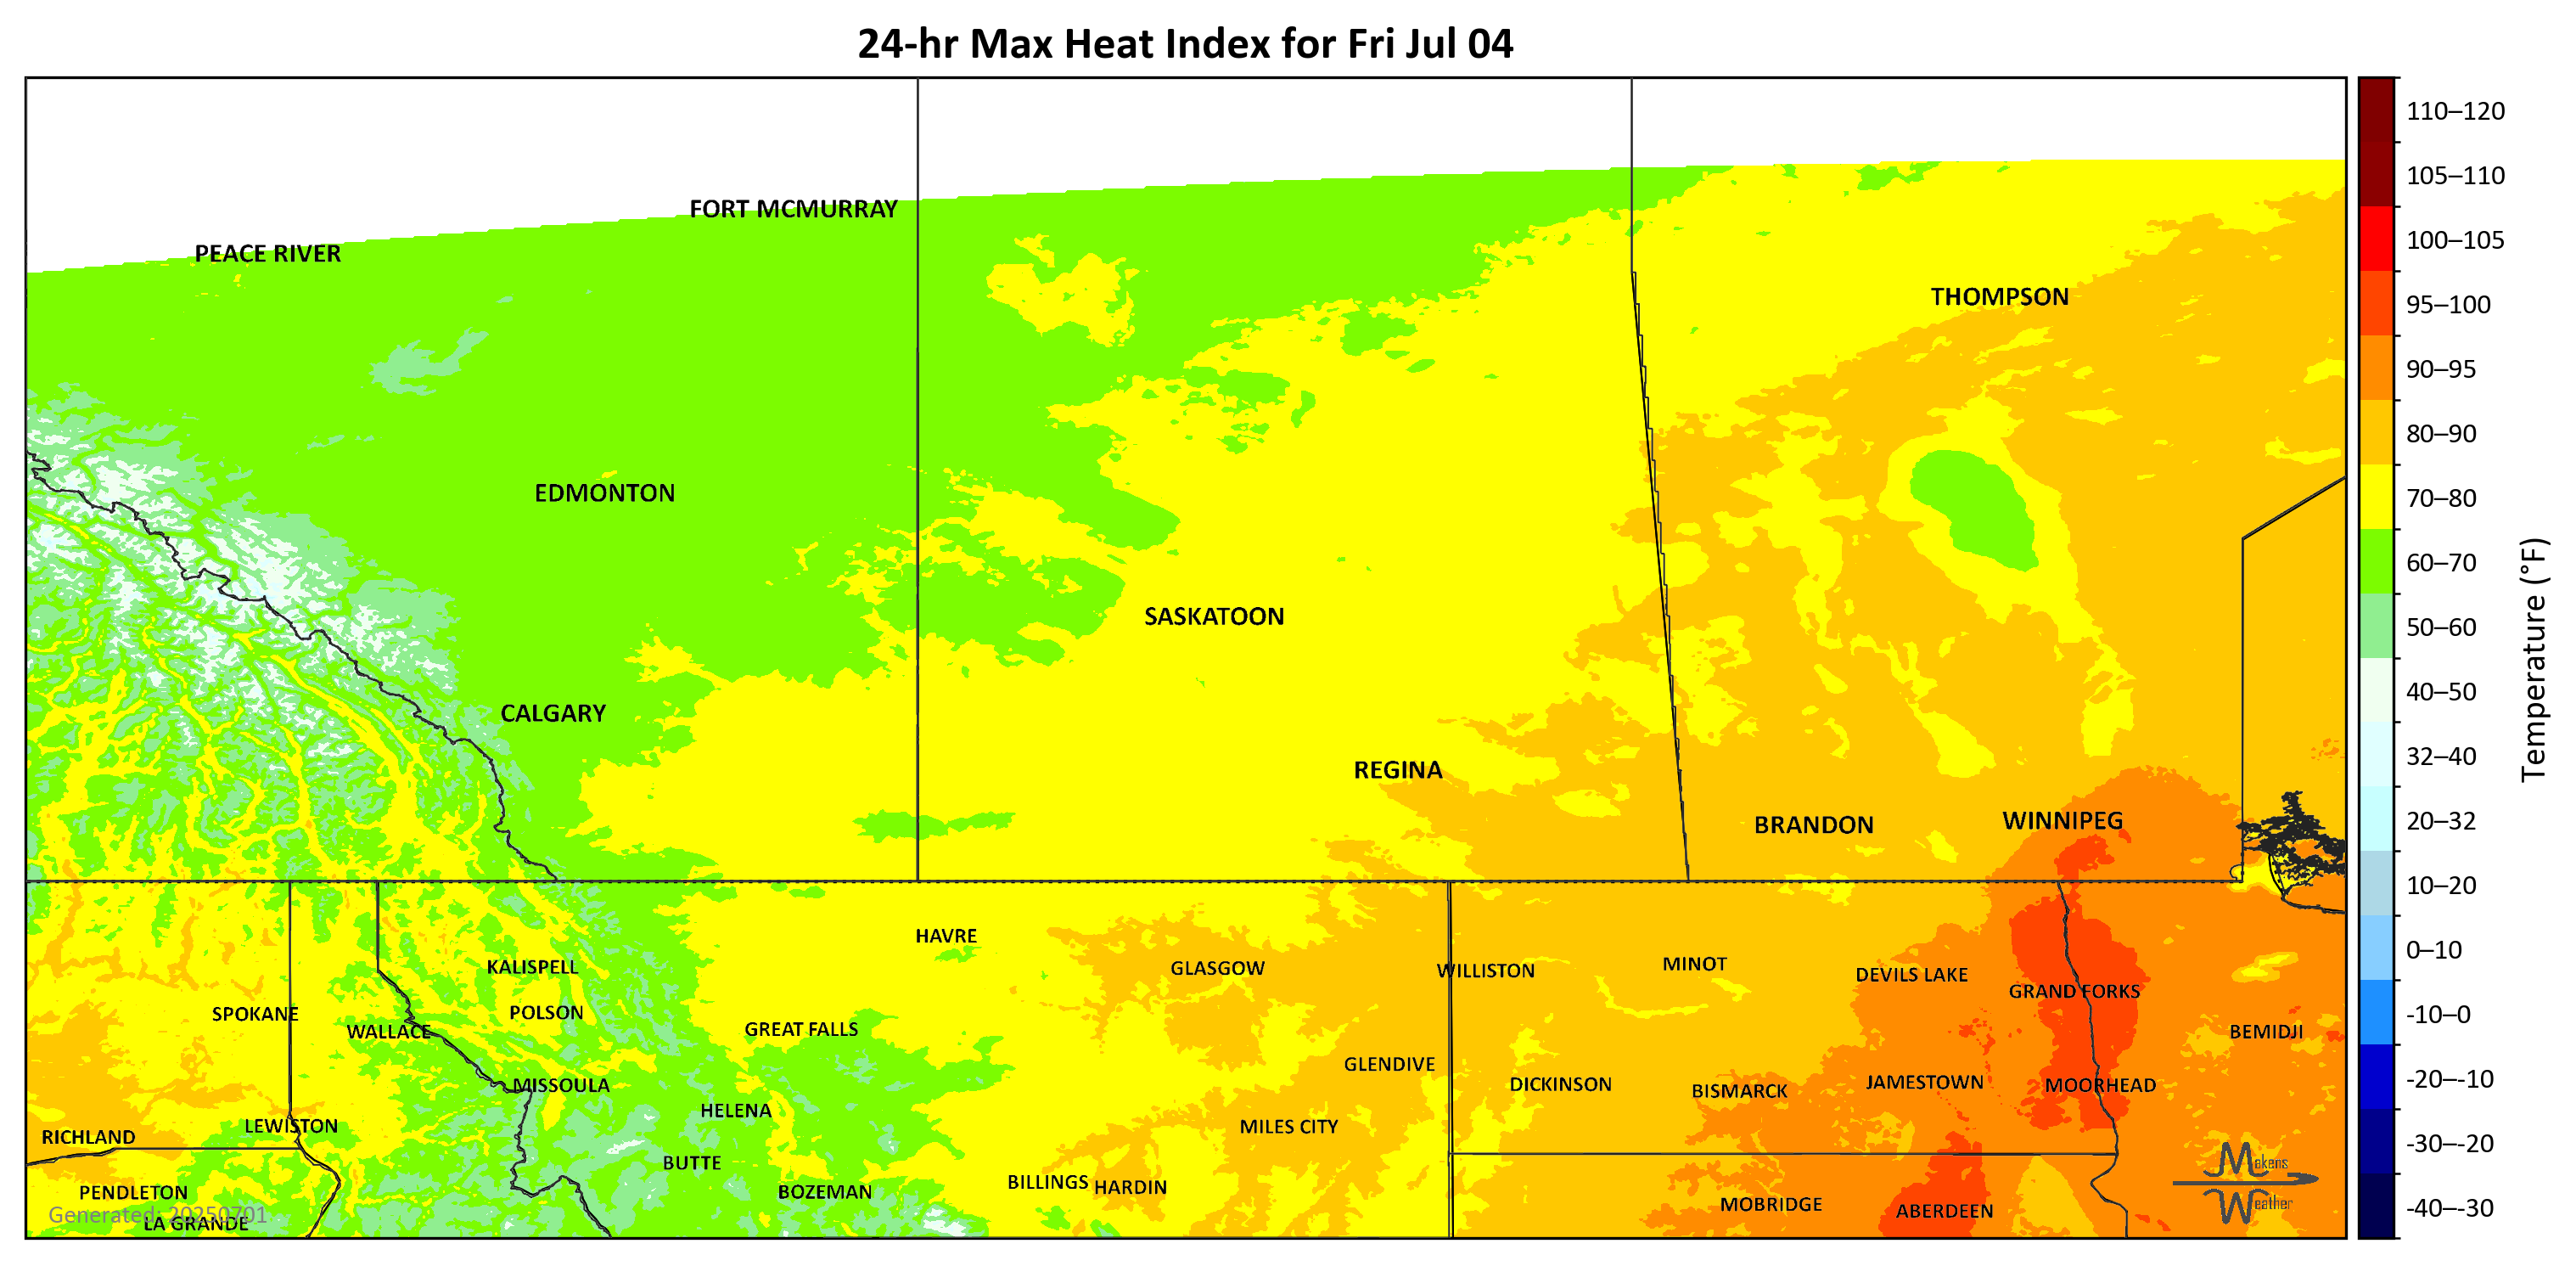 24-hr Max Heat Index for Fri Jul 04
110–120
105–110
100–105
95–100
90–95
80–90
70–80
60–70
50–60
40–50
32–40
20–32
10–20
0–10
-10–0
-20–-10
-30–-20
-40–-30
Temperature (°F)
FORT MCMURRAY
PEACE RIVER
THOMPSON
EDMONTON
SASKATOON
CALGARY
REGINA
BRANDON
WINNIPEG
HAVRE
KALISPELL
GLASGOW
WILLISTON
MINOT
DEVILS LAKE
GRAND FORKS
SPOKANE
POLSON
WALLACE
GREAT FALLS
BEMIDJI
GLENDIVE
MISSOULA
DICKINSON
BISMARCK
JAMESTOWN
MOORHEAD
HELENA
LEWISTON
MILES CITY
RICHLAND
BUTTE
BILLINGS
HARDIN
PENDLETON
BOZEMAN
MOBRIDGE
ABERDEEN
Generated: 20250701
LA GRANDE
Makens
Weather